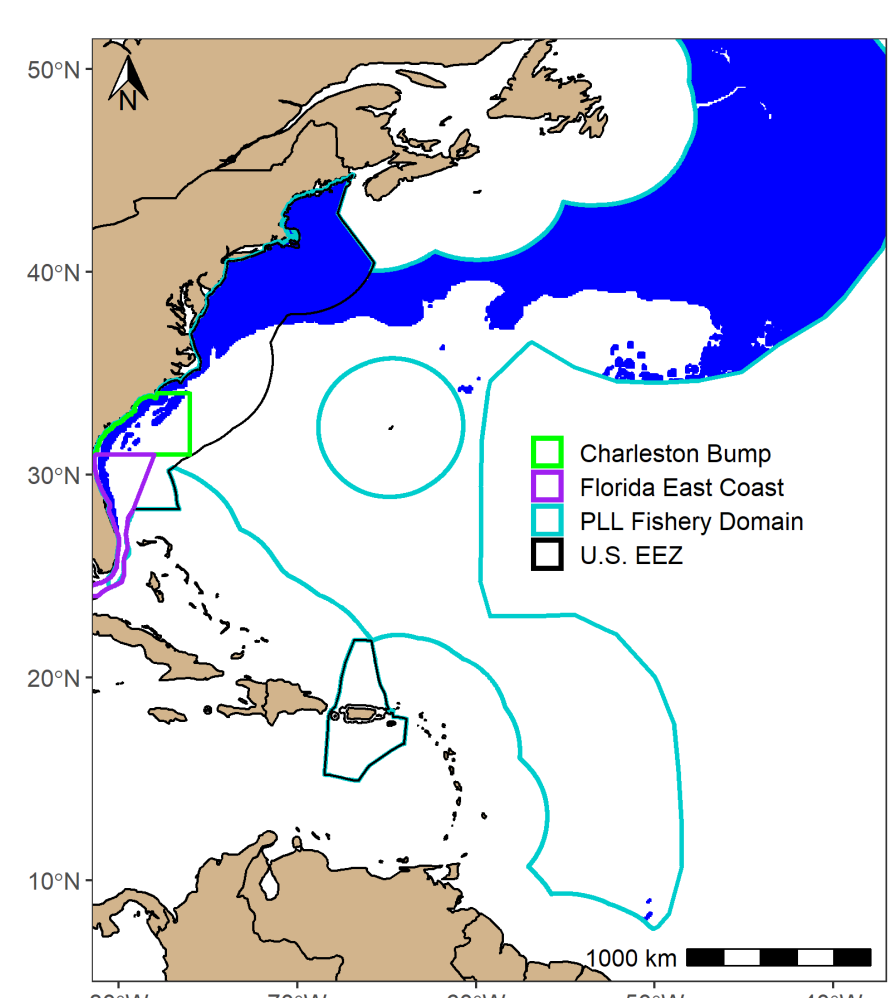 50°N
N
40°N
30°N
Charleston Bump
Florida East Coast
PLL Fishery Domain
U.S. EEZ
20°N
10°N
1000 km